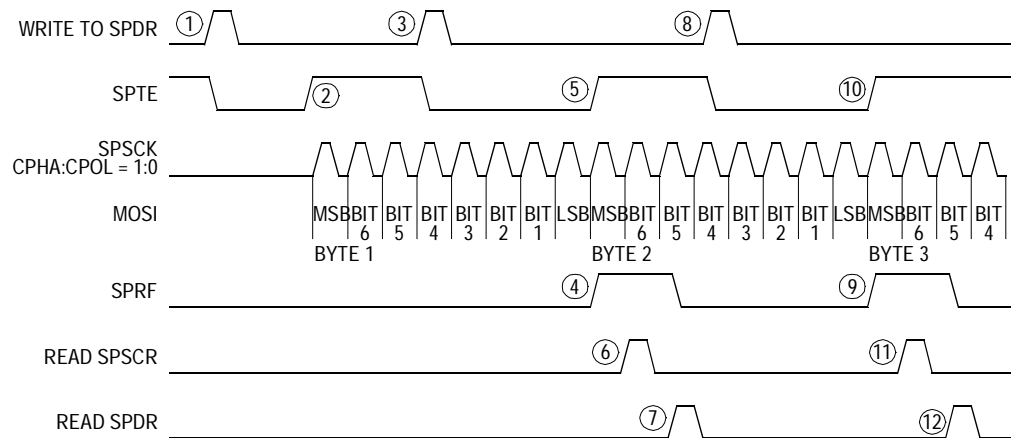 WRITE TO SPDR
1
3
8
SPTE
2
5
10
SPSCK
CPHA:CPOL = 1:0
MOSI
MSB BIT 6 BIT 5 BIT 4 BIT 3 BIT 2 BIT 1 LSB MSB BIT 6 BIT 5 BIT 4 BIT 3 BIT 2 BIT 1 LSB MSB BIT 6 BIT 5 BIT 4
BYTE 1
BYTE 2
BYTE 3
SPRF
4
9
READ SPSCR
6
11
READ SPDR
7
12